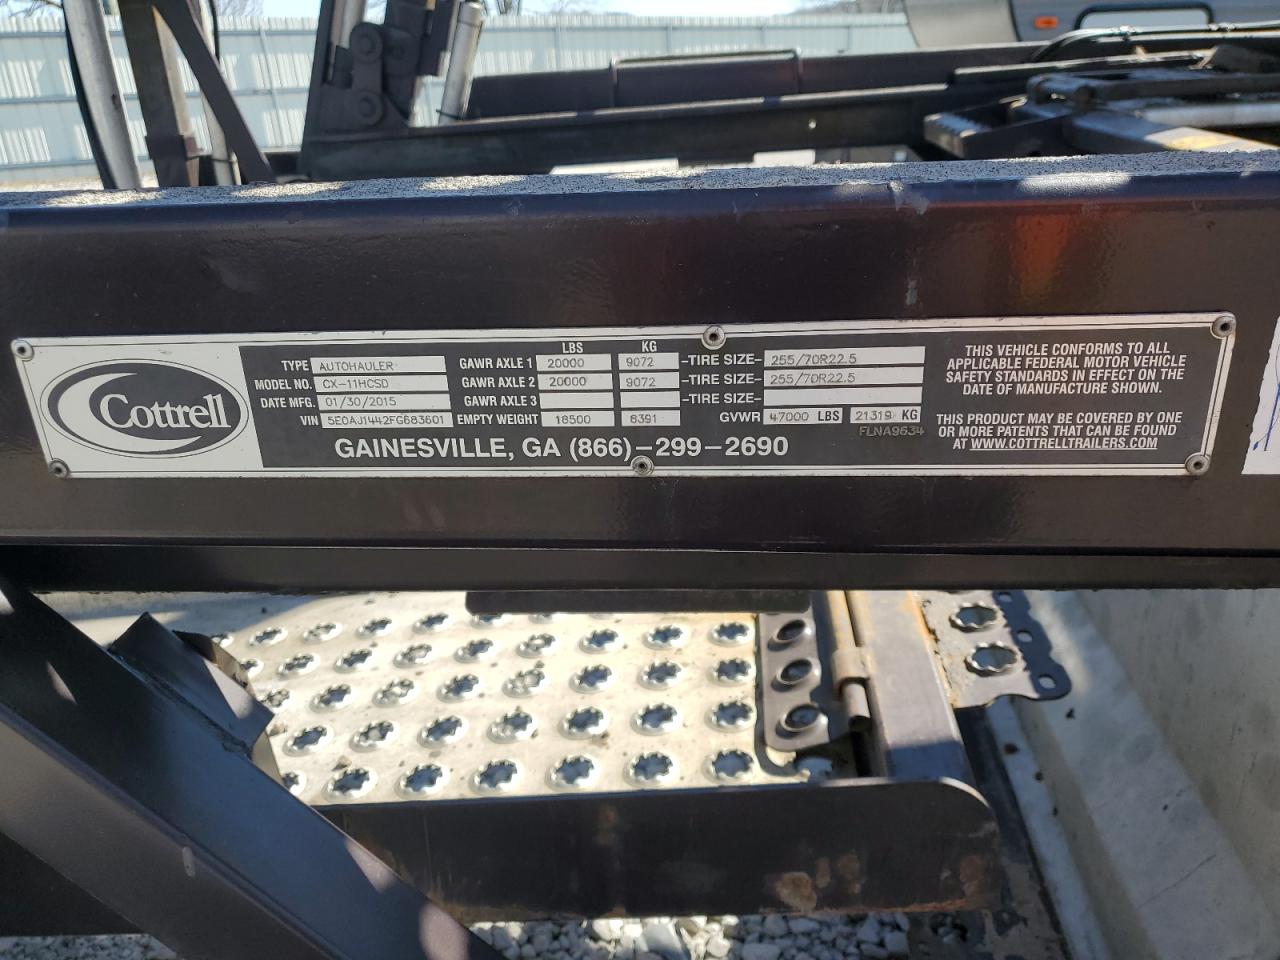 Cottrell
LBS KG
TYPE AUTOHAULER GAWR AXLE 1 20000 9072 -TIRE SIZE- 255/70R22.5
MODEL NO. CX-11HCSD GAWR AXLE 2 20000 9072 -TIRE SIZE- 255/70R22.5
DATE MFG. 01/30/2015 GAWR AXLE 3 -TIRE SIZE-
VIN 5E0AJ1442FG683601 EMPTY WEIGHT 18500 8391 GVWR 47000 LBS 21319 KG
FLNA9634
GAINESVILLE, GA (866)-299-2690
THIS VEHICLE CONFORMS TO ALL
APPLICABLE FEDERAL MOTOR VEHICLE
SAFETY STANDARDS IN EFFECT ON THE
DATE OF MANUFACTURE SHOWN.
THIS PRODUCT MAY BE COVERED BY ONE
OR MORE PATENTS THAT CAN BE FOUND
AT WWW.COTTRELLTRAILERS.COM